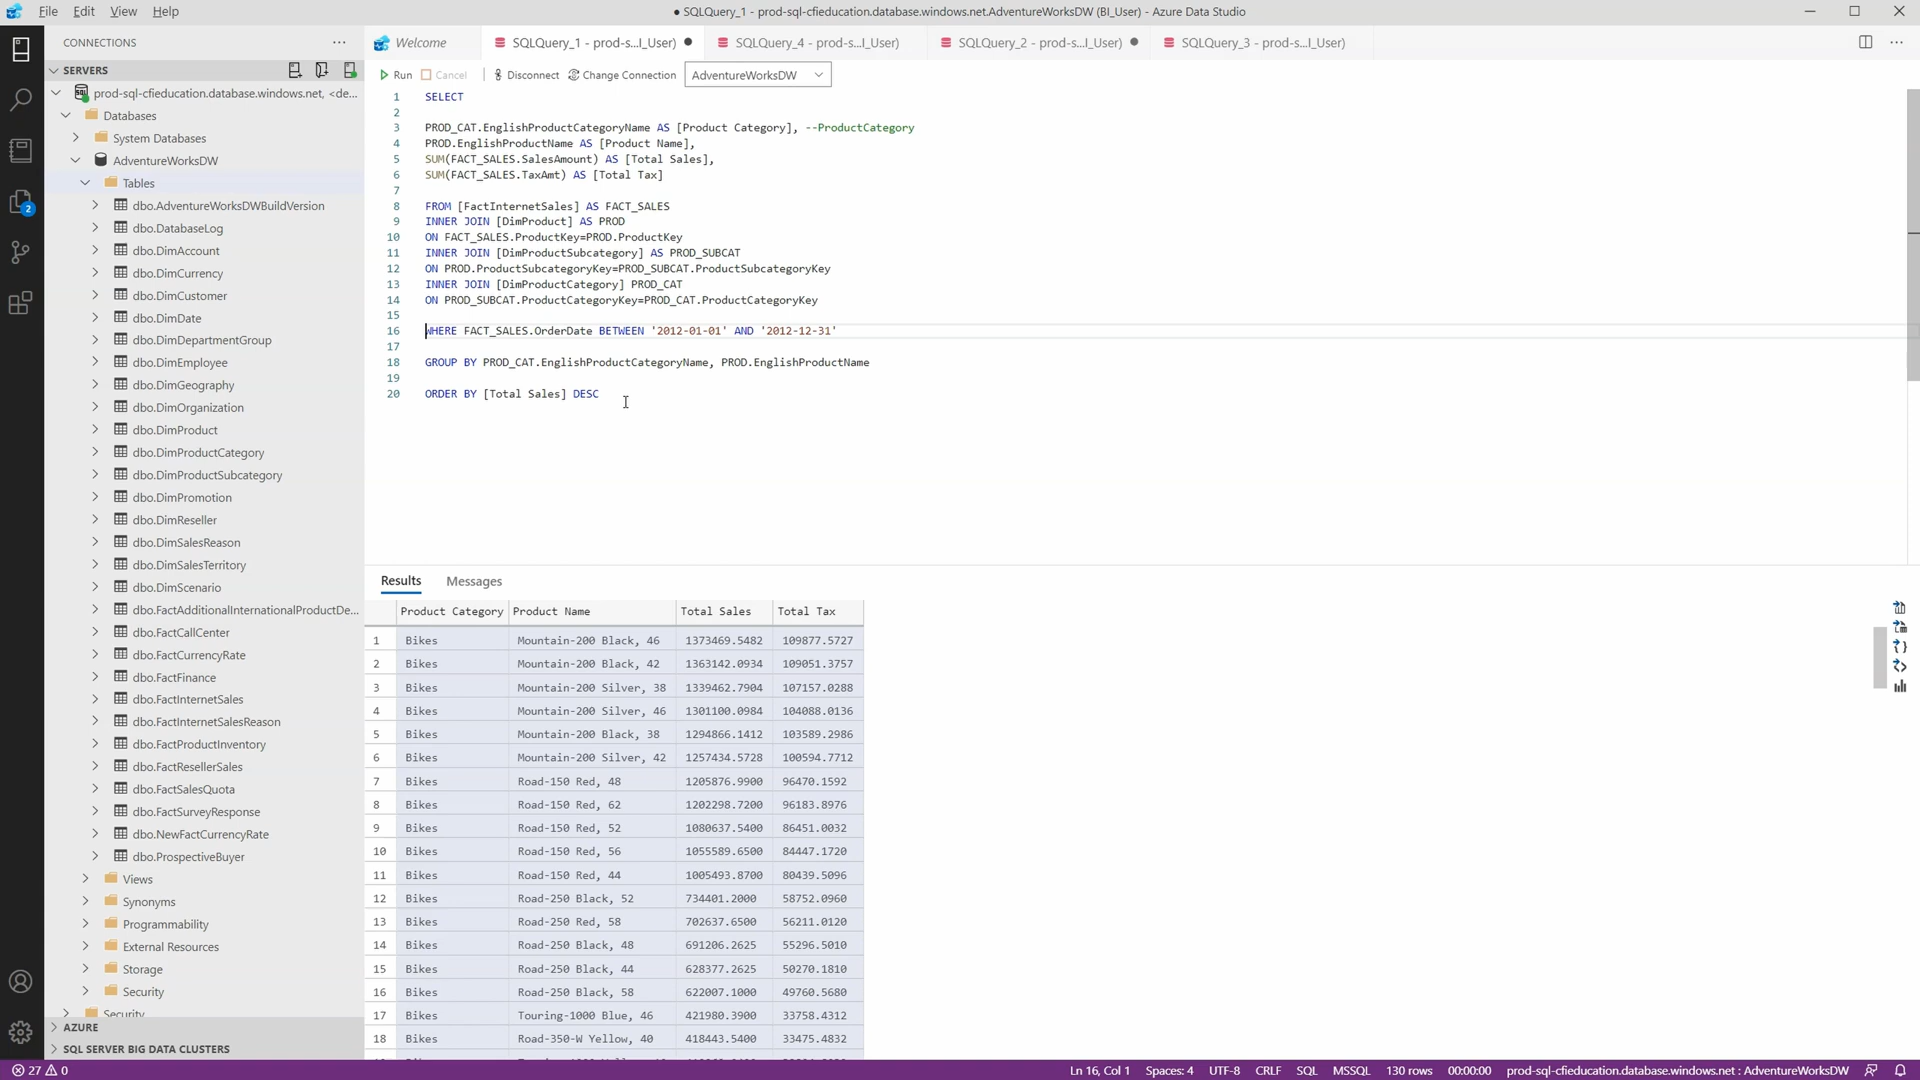 File Edit View Help
● SQLQuery_1 - prod-sql-cfieducation.database.windows.net.AdventureWorksDW (BI_User) - Azure Data Studio
CONNECTIONS
Welcome
SQLQuery_1 - prod-s...I_User)
SQLQuery_4 - prod-s...I_User)
SQLQuery_2 - prod-s...I_User)
SQLQuery_3 - prod-s...I_User)
SERVERS
Run Cancel Disconnect Change Connection AdventureWorksDW
prod-sql-cfieducation.database.windows.net, <de...
Databases
System Databases
AdventureWorksDW
Tables
dbo.AdventureWorksDWBuildVersion
dbo.DatabaseLog
dbo.DimAccount
dbo.DimCurrency
dbo.DimCustomer
dbo.DimDate
dbo.DimDepartmentGroup
dbo.DimEmployee
dbo.DimGeography
dbo.DimOrganization
dbo.DimProduct
dbo.DimProductCategory
dbo.DimProductSubcategory
dbo.DimPromotion
dbo.DimReseller
dbo.DimSalesReason
dbo.DimSalesTerritory
dbo.DimScenario
dbo.FactAdditionalInternationalProductDe...
dbo.FactCallCenter
dbo.FactCurrencyRate
dbo.FactFinance
dbo.FactInternetSales
dbo.FactInternetSalesReason
dbo.FactProductInventory
dbo.FactResellerSales
dbo.FactSalesQuota
dbo.FactSurveyResponse
dbo.NewFactCurrencyRate
dbo.ProspectiveBuyer
Views
Synonyms
Programmability
External Resources
Storage
Security
Security
AZURE
SQL SERVER BIG DATA CLUSTERS
2
1 SELECT
2
3 PROD_CAT.EnglishProductCategoryName AS [Product Category], --ProductCategory
4 PROD.EnglishProductName AS [Product Name],
5 SUM(FACT_SALES.SalesAmount) AS [Total Sales],
6 SUM(FACT_SALES.TaxAmt) AS [Total Tax]
7
8 FROM [FactInternetSales] AS FACT_SALES
9 INNER JOIN [DimProduct] AS PROD
10 ON FACT_SALES.ProductKey=PROD.ProductKey
11 INNER JOIN [DimProductSubcategory] AS PROD_SUBCAT
12 ON PROD.ProductSubcategoryKey=PROD_SUBCAT.ProductSubcategoryKey
13 INNER JOIN [DimProductCategory] PROD_CAT
14 ON PROD_SUBCAT.ProductCategoryKey=PROD_CAT.ProductCategoryKey
15
16 WHERE FACT_SALES.OrderDate BETWEEN '2012-01-01' AND '2012-12-31'
17
18 GROUP BY PROD_CAT.EnglishProductCategoryName, PROD.EnglishProductName
19
20 ORDER BY [Total Sales] DESC
Results Messages
Product Category Product Name Total Sales Total Tax
1 Bikes Mountain-200 Black, 46 1373469.5482 109877.5727
2 Bikes Mountain-200 Black, 42 1363142.0934 109051.3757
3 Bikes Mountain-200 Silver, 38 1339462.7904 107157.0288
4 Bikes Mountain-200 Silver, 46 1301100.0984 104088.0136
5 Bikes Mountain-200 Black, 38 1294866.1412 103589.2986
6 Bikes Mountain-200 Silver, 42 1257434.5728 100594.7712
7 Bikes Road-150 Red, 48 1205876.9900 96470.1592
8 Bikes Road-150 Red, 62 1202298.7200 96183.8976
9 Bikes Road-150 Red, 52 1080637.5400 86451.0032
10 Bikes Road-150 Red, 56 1055589.6500 84447.1720
11 Bikes Road-150 Red, 44 1005493.8700 80439.5096
12 Bikes Road-250 Black, 52 734401.2000 58752.0960
13 Bikes Road-250 Red, 58 702637.6500 56211.0120
14 Bikes Road-250 Black, 48 691206.2625 55296.5010
15 Bikes Road-250 Black, 44 628377.2625 50270.1810
16 Bikes Road-250 Black, 58 622007.1000 49760.5680
17 Bikes Touring-1000 Blue, 46 421980.3900 33758.4312
18 Bikes Road-350-W Yellow, 40 418443.5400 33475.4832
27 0 Ln 16, Col 1 Spaces: 4 UTF-8 CRLF SQL MSSQL 130 rows 00:00:00 prod-sql-cfieducation.database.windows.net : AdventureWorksDW